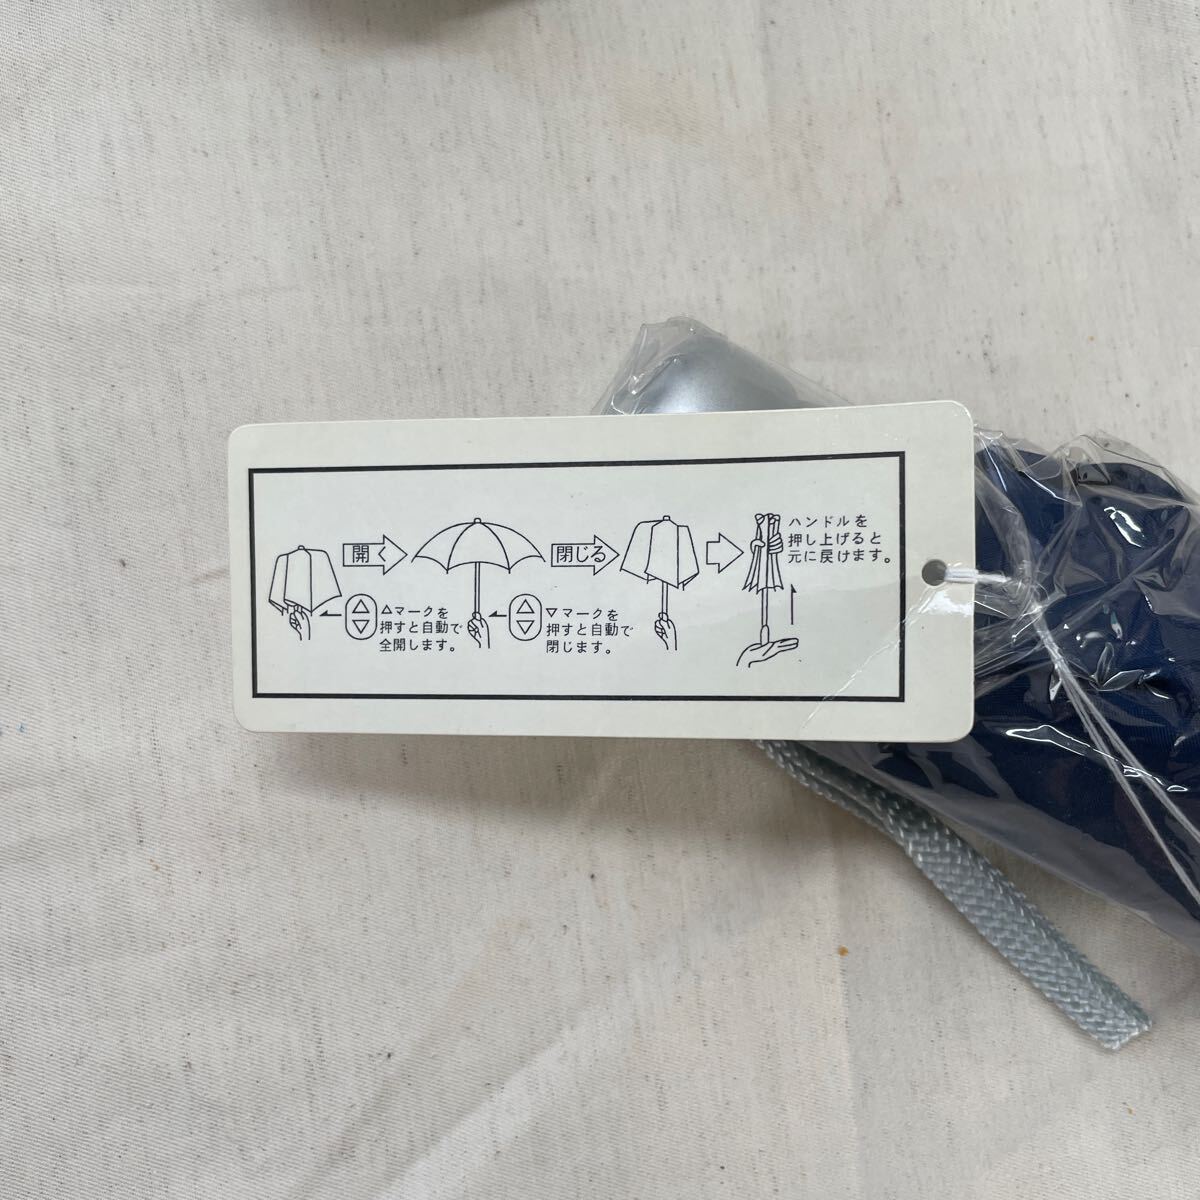 開く
△マークを
押すと自動で
全開します。
閉じる
▽マークを
押すと自動で
閉じます。
ハンドルを
押し上げると
元に戻けます。